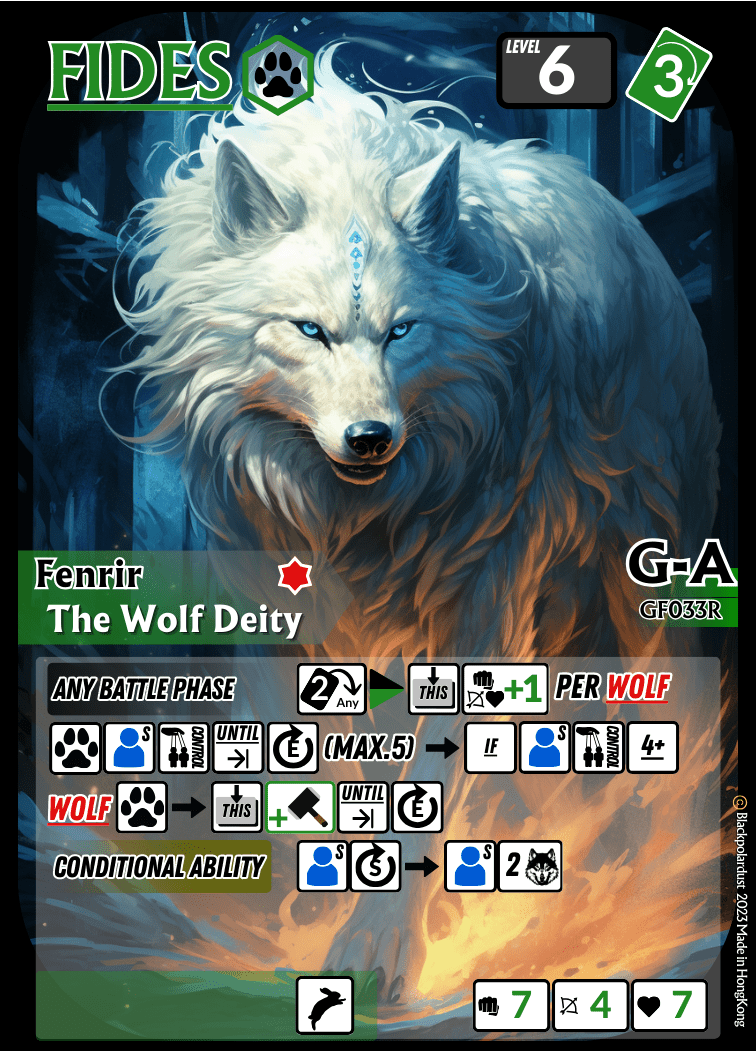 FIDES
LEVEL 6
3
G-A
Fenrir
GF033R
The Wolf Deity
ANY BATTLE PHASE 2 Any THIS +1 PER WOLF
S CONTROL UNTIL E (MAX.5) IF S CONTROL 4+
WOLF THIS + UNTIL E
CONDITIONAL ABILITY S S S 2
7 4 7
© Blackpolardust 2023 Made in HongKong